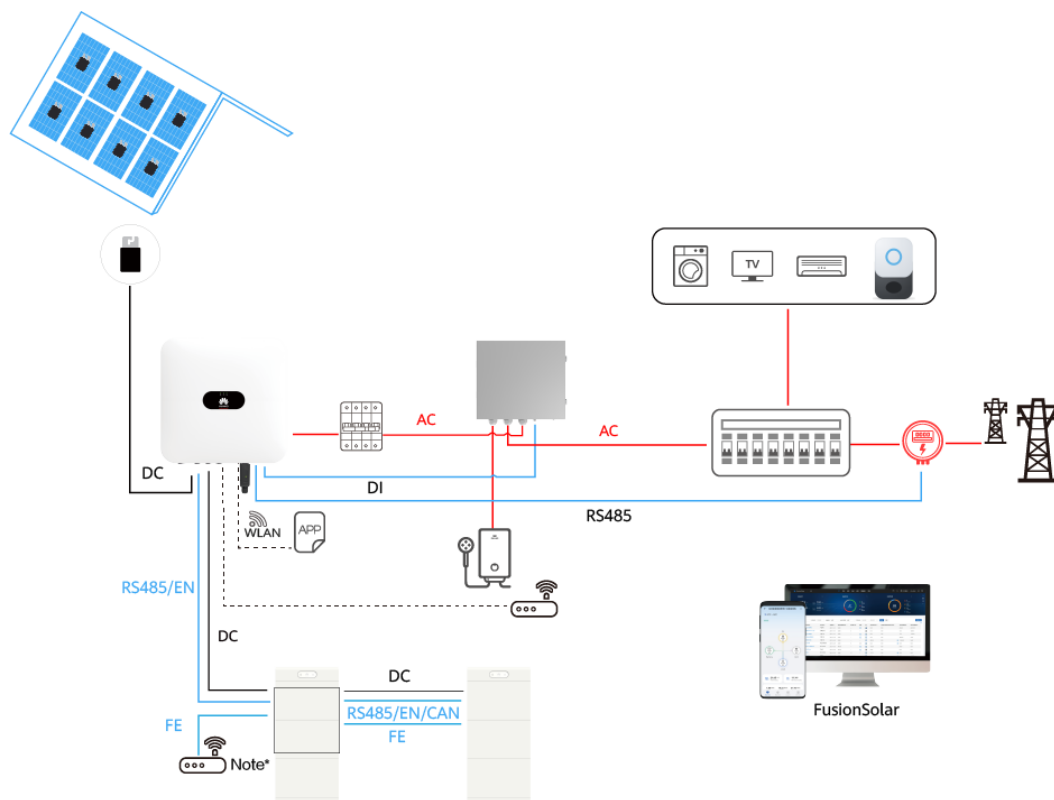 TV
AC
AC
DC
DI
RS485
WLAN
APP
RS485/EN
DC
DC
RS485/EN/CAN
FE
FE
Note*
FusionSolar